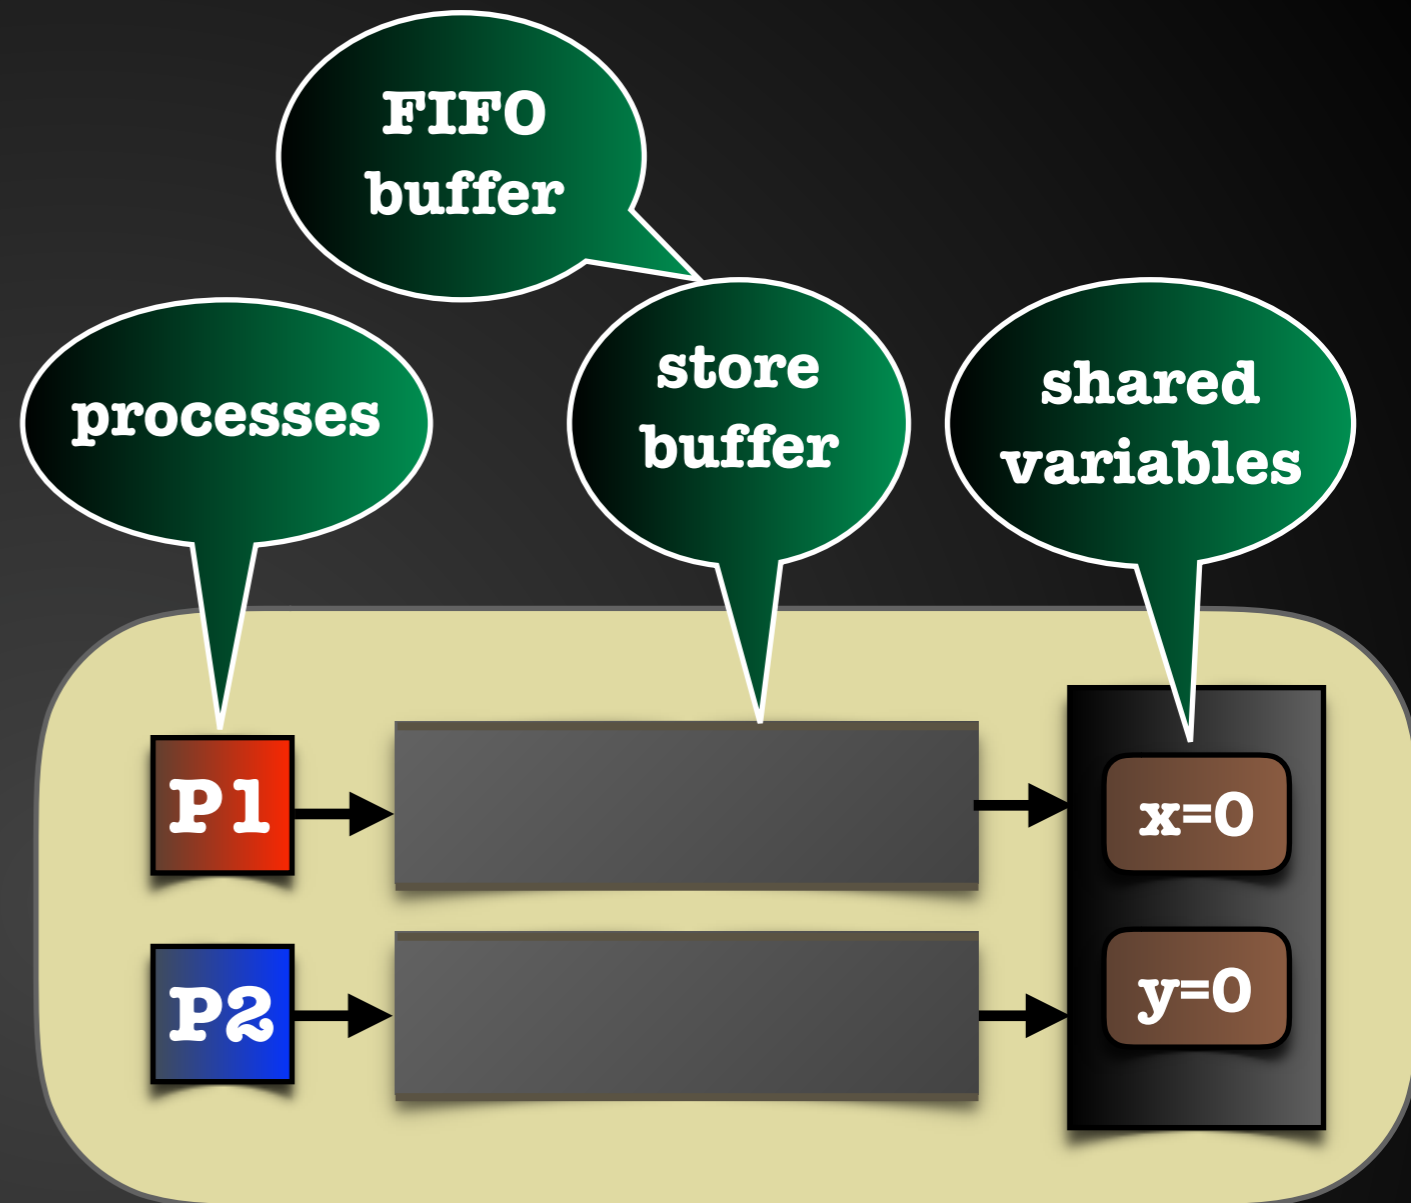 FIFO
buffer
processes
store
buffer
shared
variables
P1
x=0
P2
y=0